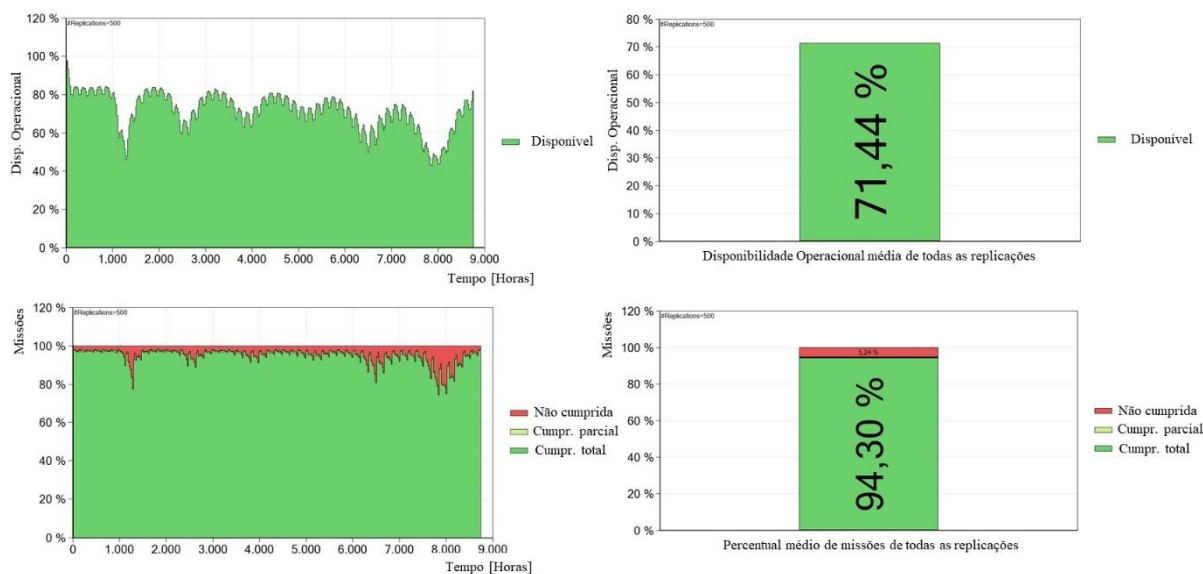 120 %
#Replications=500
100 %
80 %
60 %
40 %
20 %
0 %
Disp. Operacional
0 1.000 2.000 3.000 4.000 5.000 6.000 7.000 8.000 9.000
Tempo [Horas]
Disponível
80 %
#Replications=500
70 %
60 %
50 %
40 %
30 %
20 %
10 %
0 %
Disp. Operacional
71,44 %
Disponibilidade Operacional média de todas as replicações
Disponível
120 %
#Replications=500
100 %
80 %
60 %
40 %
20 %
0 %
Missões
0 1.000 2.000 3.000 4.000 5.000 6.000 7.000 8.000 9.000
Tempo [Horas]
Não cumprida
Cumpr. parcial
Cumpr. total
120 %
#Replications=500
100 %
80 %
60 %
40 %
20 %
0 %
Missões
5,24 %
94,30 %
Percentual médio de missões de todas as replicações
Não cumprida
Cumpr. parcial
Cumpr. total